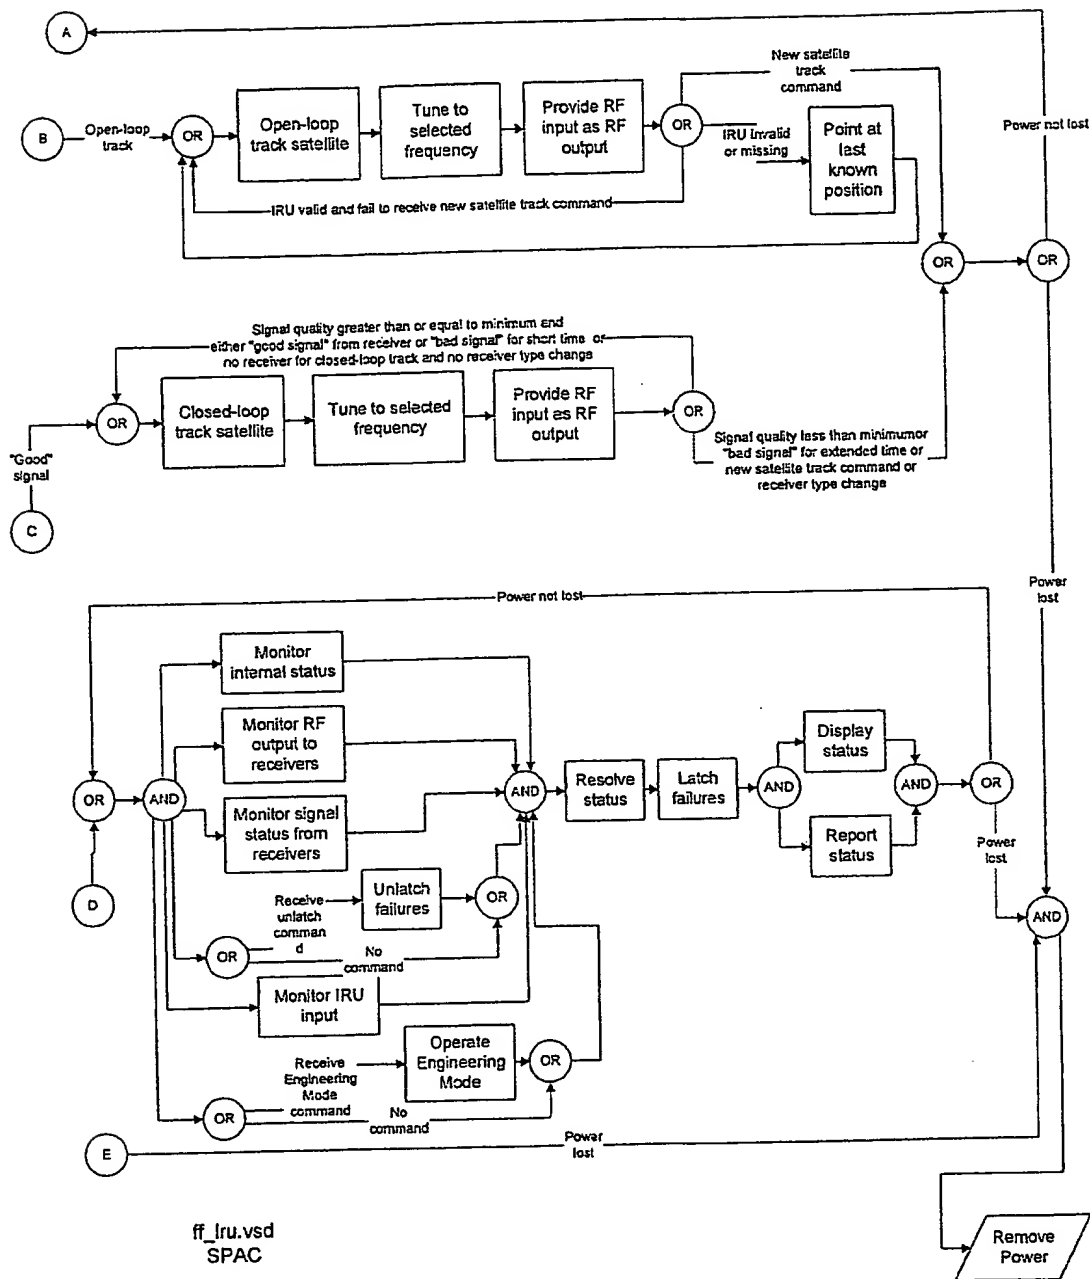 A
New satellite
track
command
B
Open-loop
track
OR
Open-loop
track satellite
Tune to
selected
frequency
Provide RF
input as RF
output
OR
IRU invalid
or missing
Point at
last
known
position
Power not lost
IRU valid and fail to receive new satellite track command
OR
OR
Signal quality greater than or equal to minimum and
either "good signal" from receiver or "bad signal" for short time or
no receiver for closed-loop track and no receiver type change
OR
Closed-loop
track satellite
Tune to selected
frequency
Provide RF
input as RF
output
OR
"Good"
signal
Signal quality less than minimumor
"bad signal" for extended time or
new satellite track command or
receiver type change
C
Power
lost
Power not lost
Monitor
internal status
Monitor RF
output to
receivers
Monitor signal
status from
receivers
OR
AND
AND
Resolve
status
Latch
failures
AND
Display
status
Report
status
AND
OR
Power
lost
D
Receive
unlatch
comman
d
Unlatch
failures
OR
OR
No
command
AND
Monitor IRU
input
Receive
Engineering
Mode
command
Operate
Engineering
Mode
OR
OR
No
command
E
Power
lost
ff_lru.vsd
SPAC
Remove
Power